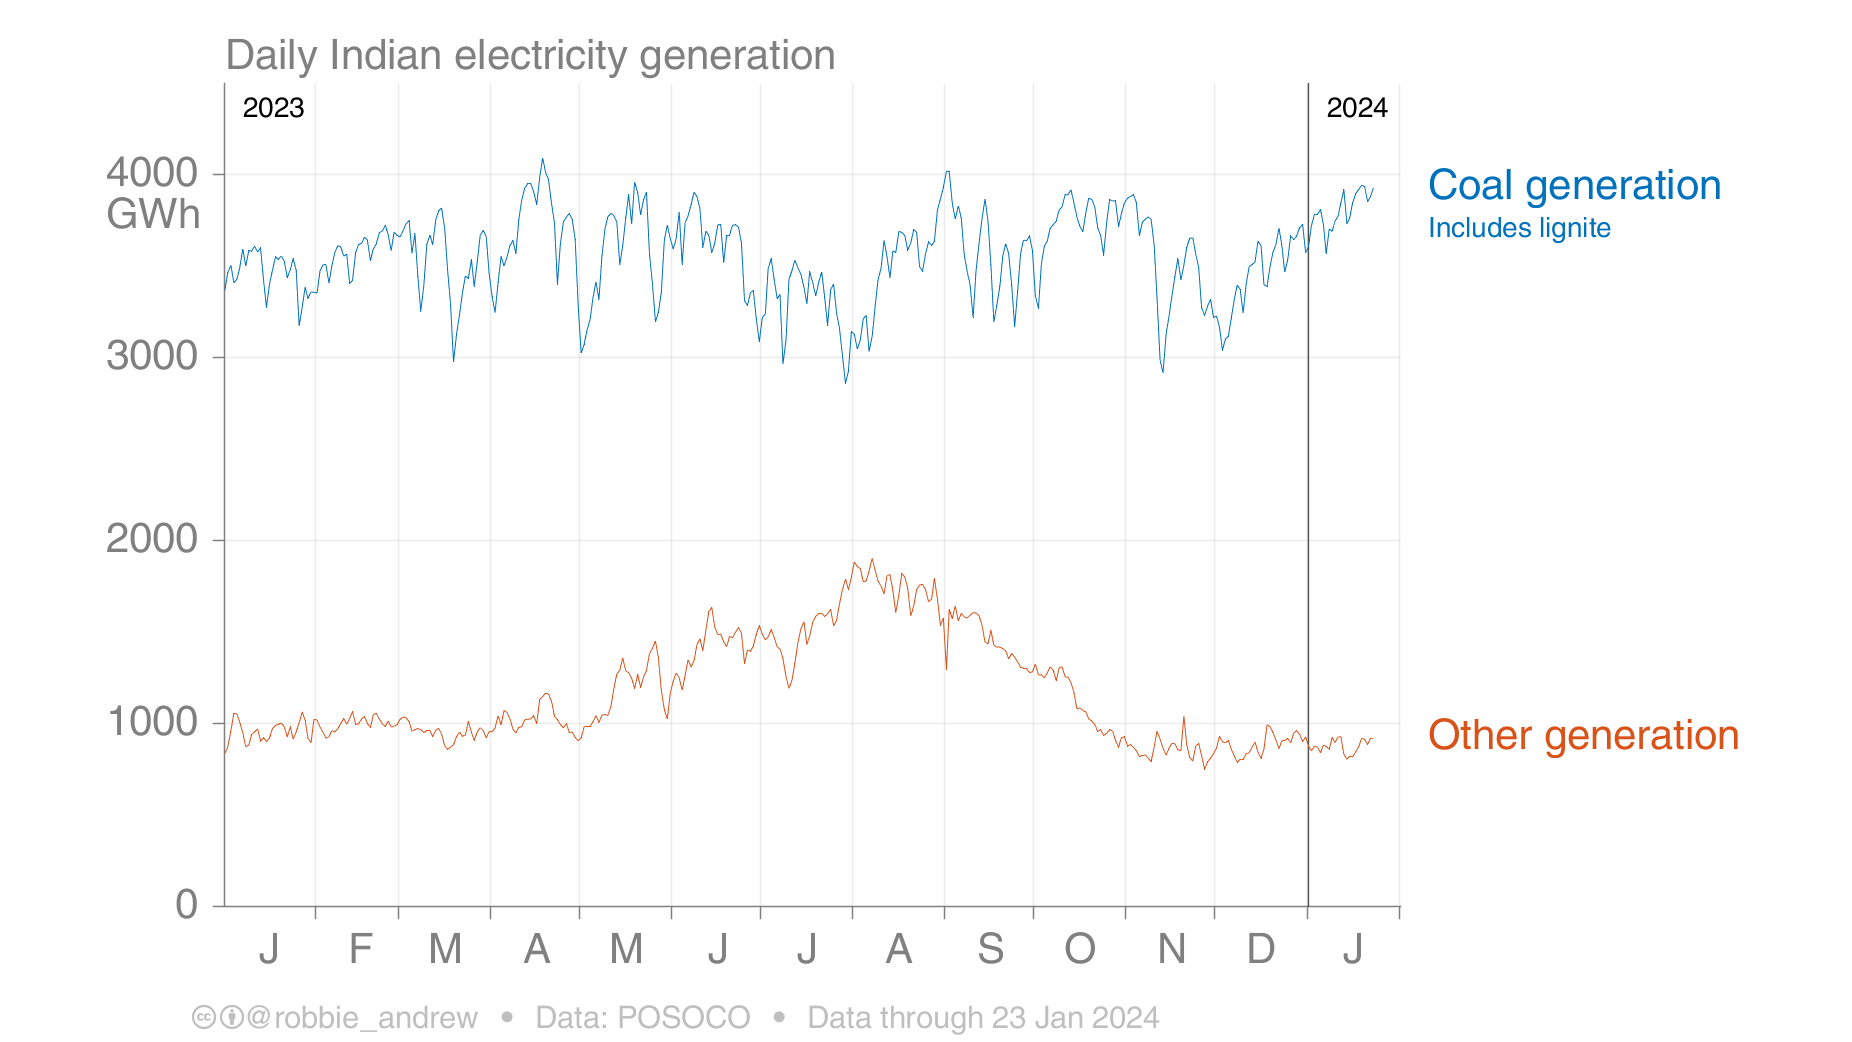 Daily Indian electricity generation
2023
2024
4000
GWh
3000
2000
1000
0
Coal generation
Includes lignite
Other generation
J F M A M J J A S O N D J
cc @robbie_andrew • Data: POSOCO • Data through 23 Jan 2024